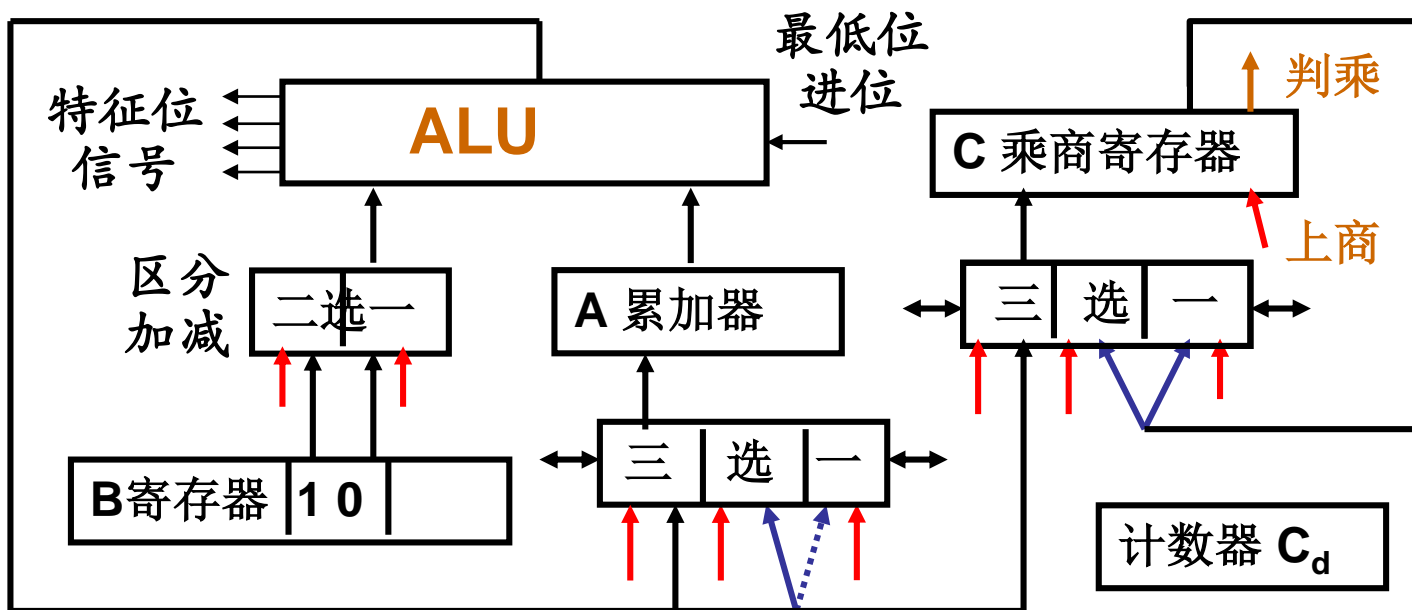 最低位
进位
判乘
特征位
信号
ALU
C 乘商寄存器
上商
区分
加减
二选一
A 累加器
三 选 一
三 选 一
B寄存器 1 0
计数器 Cd